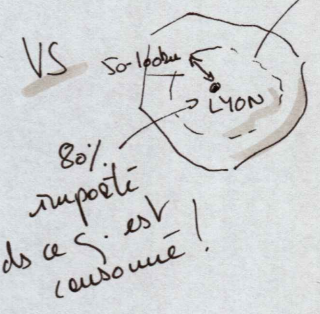 VS
50-100km
LYON
80%
importé
ds ce q. est
consommé !